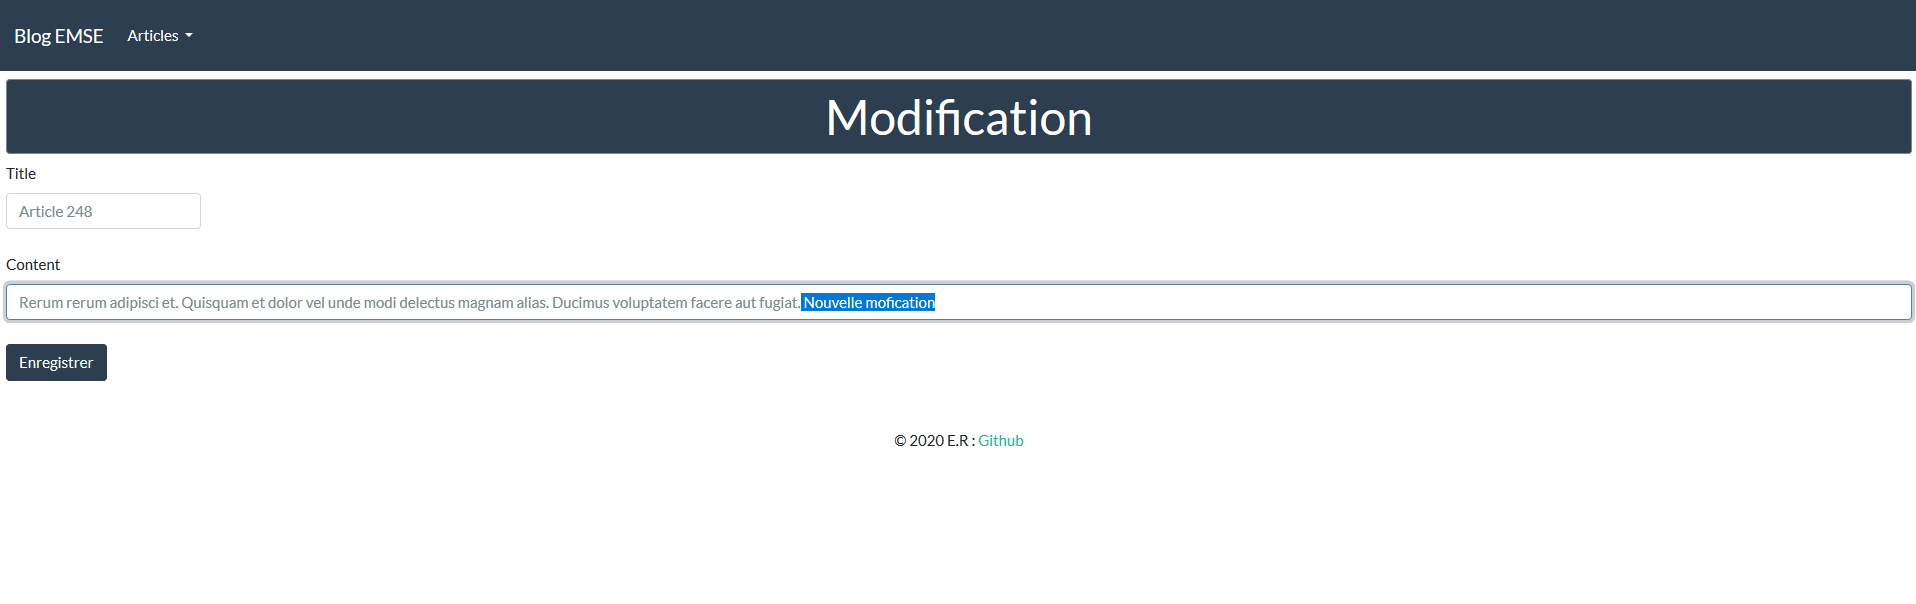 Blog EMSE Articles
Modification
Title
Article 248
Content
Rerum rerum adipisci et. Quisquam et dolor vel unde modi delectus magnam alias. Ducimus voluptatem facere aut fugiat. Nouvelle mofication
Enregistrer
© 2020 E.R : Github